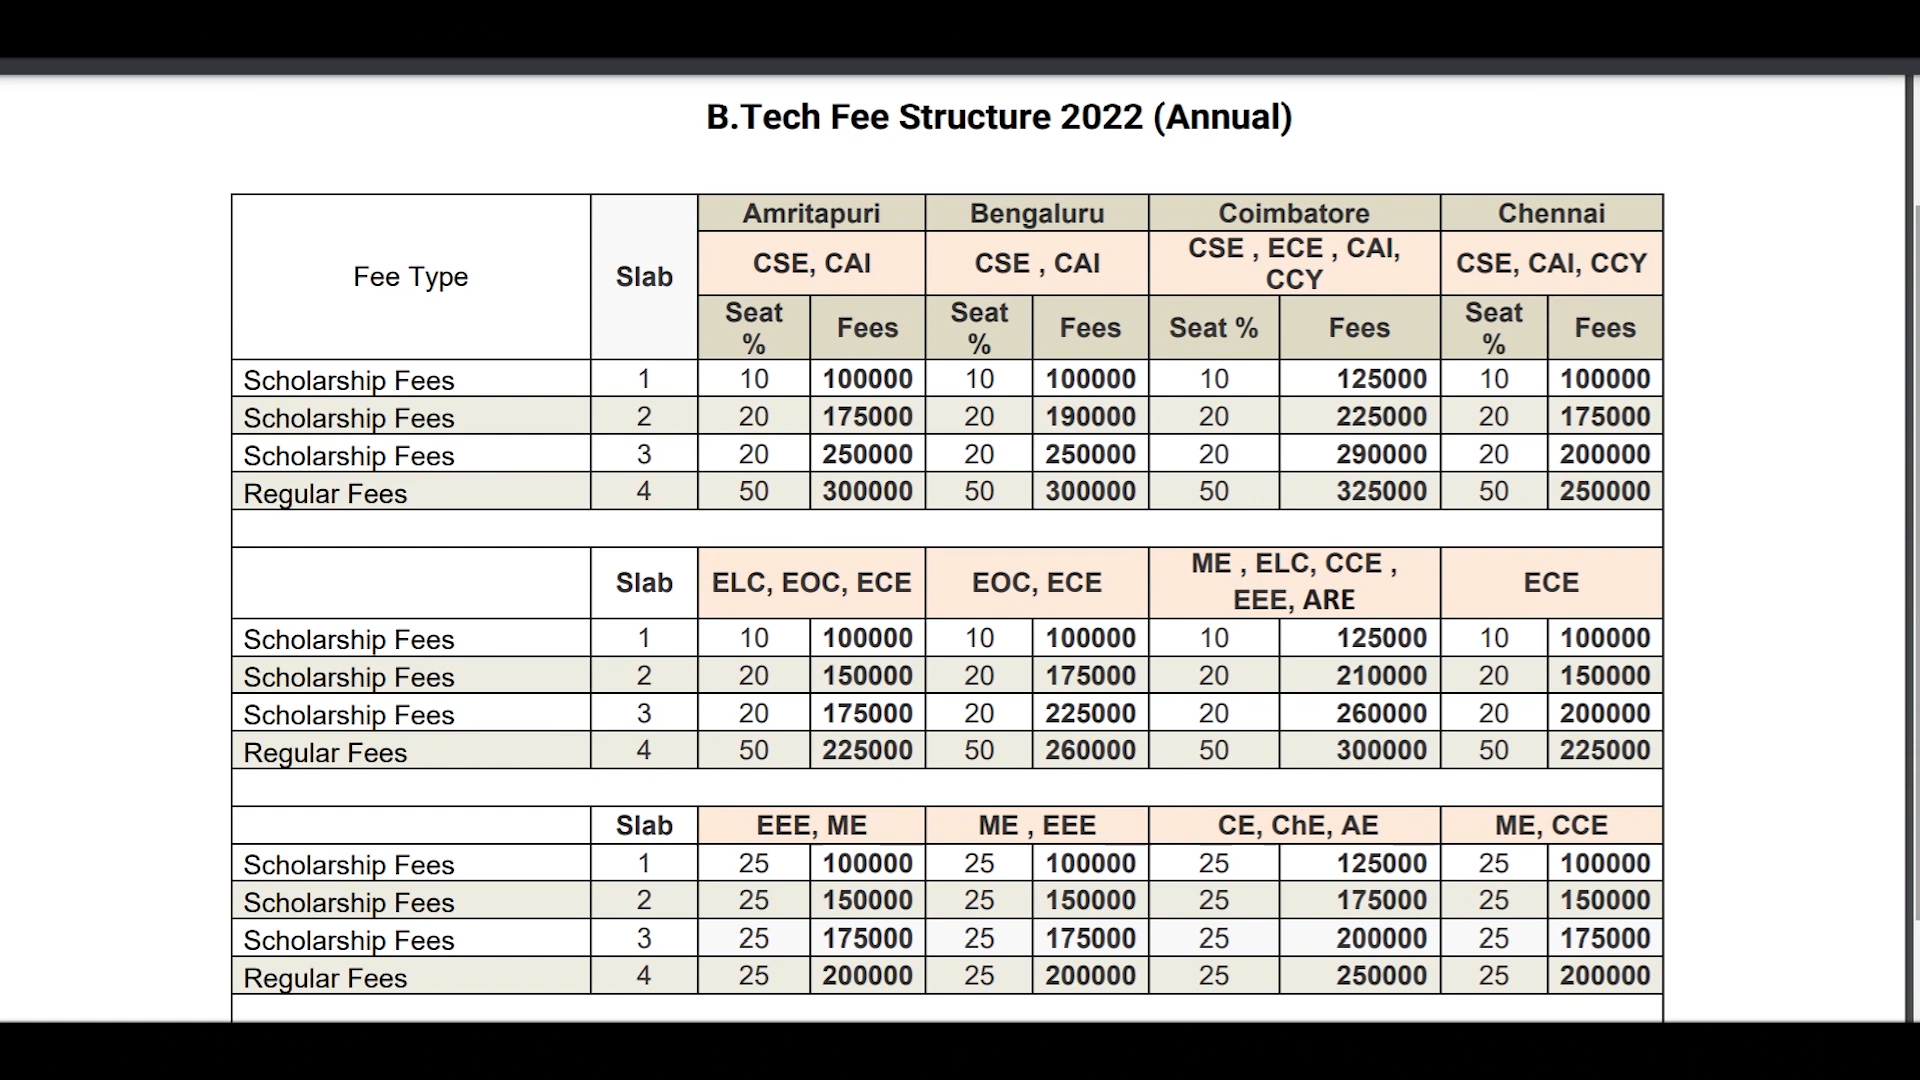 B.Tech Fee Structure 2022 (Annual)
Fee Type Slab Amritapuri Bengaluru Coimbatore Chennai
CSE, CAI CSE , CAI CSE , ECE , CAI, CCY CSE, CAI, CCY
Seat % Fees Seat % Fees Seat % Fees Seat % Fees
Scholarship Fees 1 10 100000 10 100000 10 125000 10 100000
Scholarship Fees 2 20 175000 20 190000 20 225000 20 175000
Scholarship Fees 3 20 250000 20 250000 20 290000 20 200000
Regular Fees 4 50 300000 50 300000 50 325000 50 250000
Slab ELC, EOC, ECE EOC, ECE ME , ELC, CCE , EEE, ARE ECE
Scholarship Fees 1 10 100000 10 100000 10 125000 10 100000
Scholarship Fees 2 20 150000 20 175000 20 210000 20 150000
Scholarship Fees 3 20 175000 20 225000 20 260000 20 200000
Regular Fees 4 50 225000 50 260000 50 300000 50 225000
Slab EEE, ME ME , EEE CE, ChE, AE ME, CCE
Scholarship Fees 1 25 100000 25 100000 25 125000 25 100000
Scholarship Fees 2 25 150000 25 150000 25 175000 25 150000
Scholarship Fees 3 25 175000 25 175000 25 200000 25 175000
Regular Fees 4 25 200000 25 200000 25 250000 25 200000